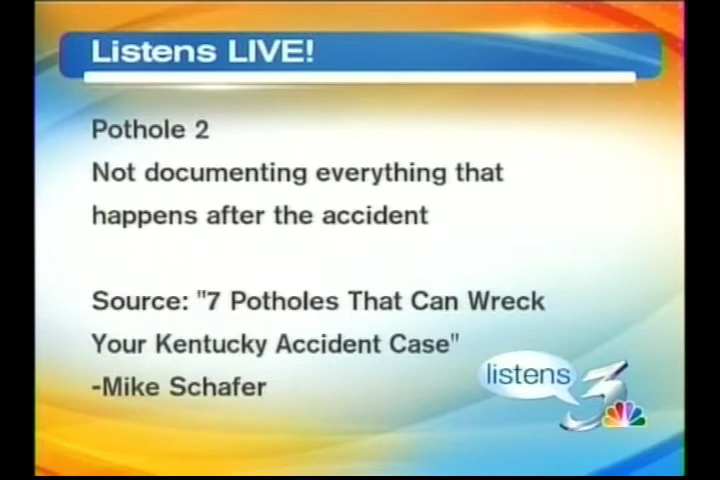 Listens LIVE!
Pothole 2
Not documenting everything that
happens after the accident
Source: "7 Potholes That Can Wreck
Your Kentucky Accident Case"
-Mike Schafer
listens 3